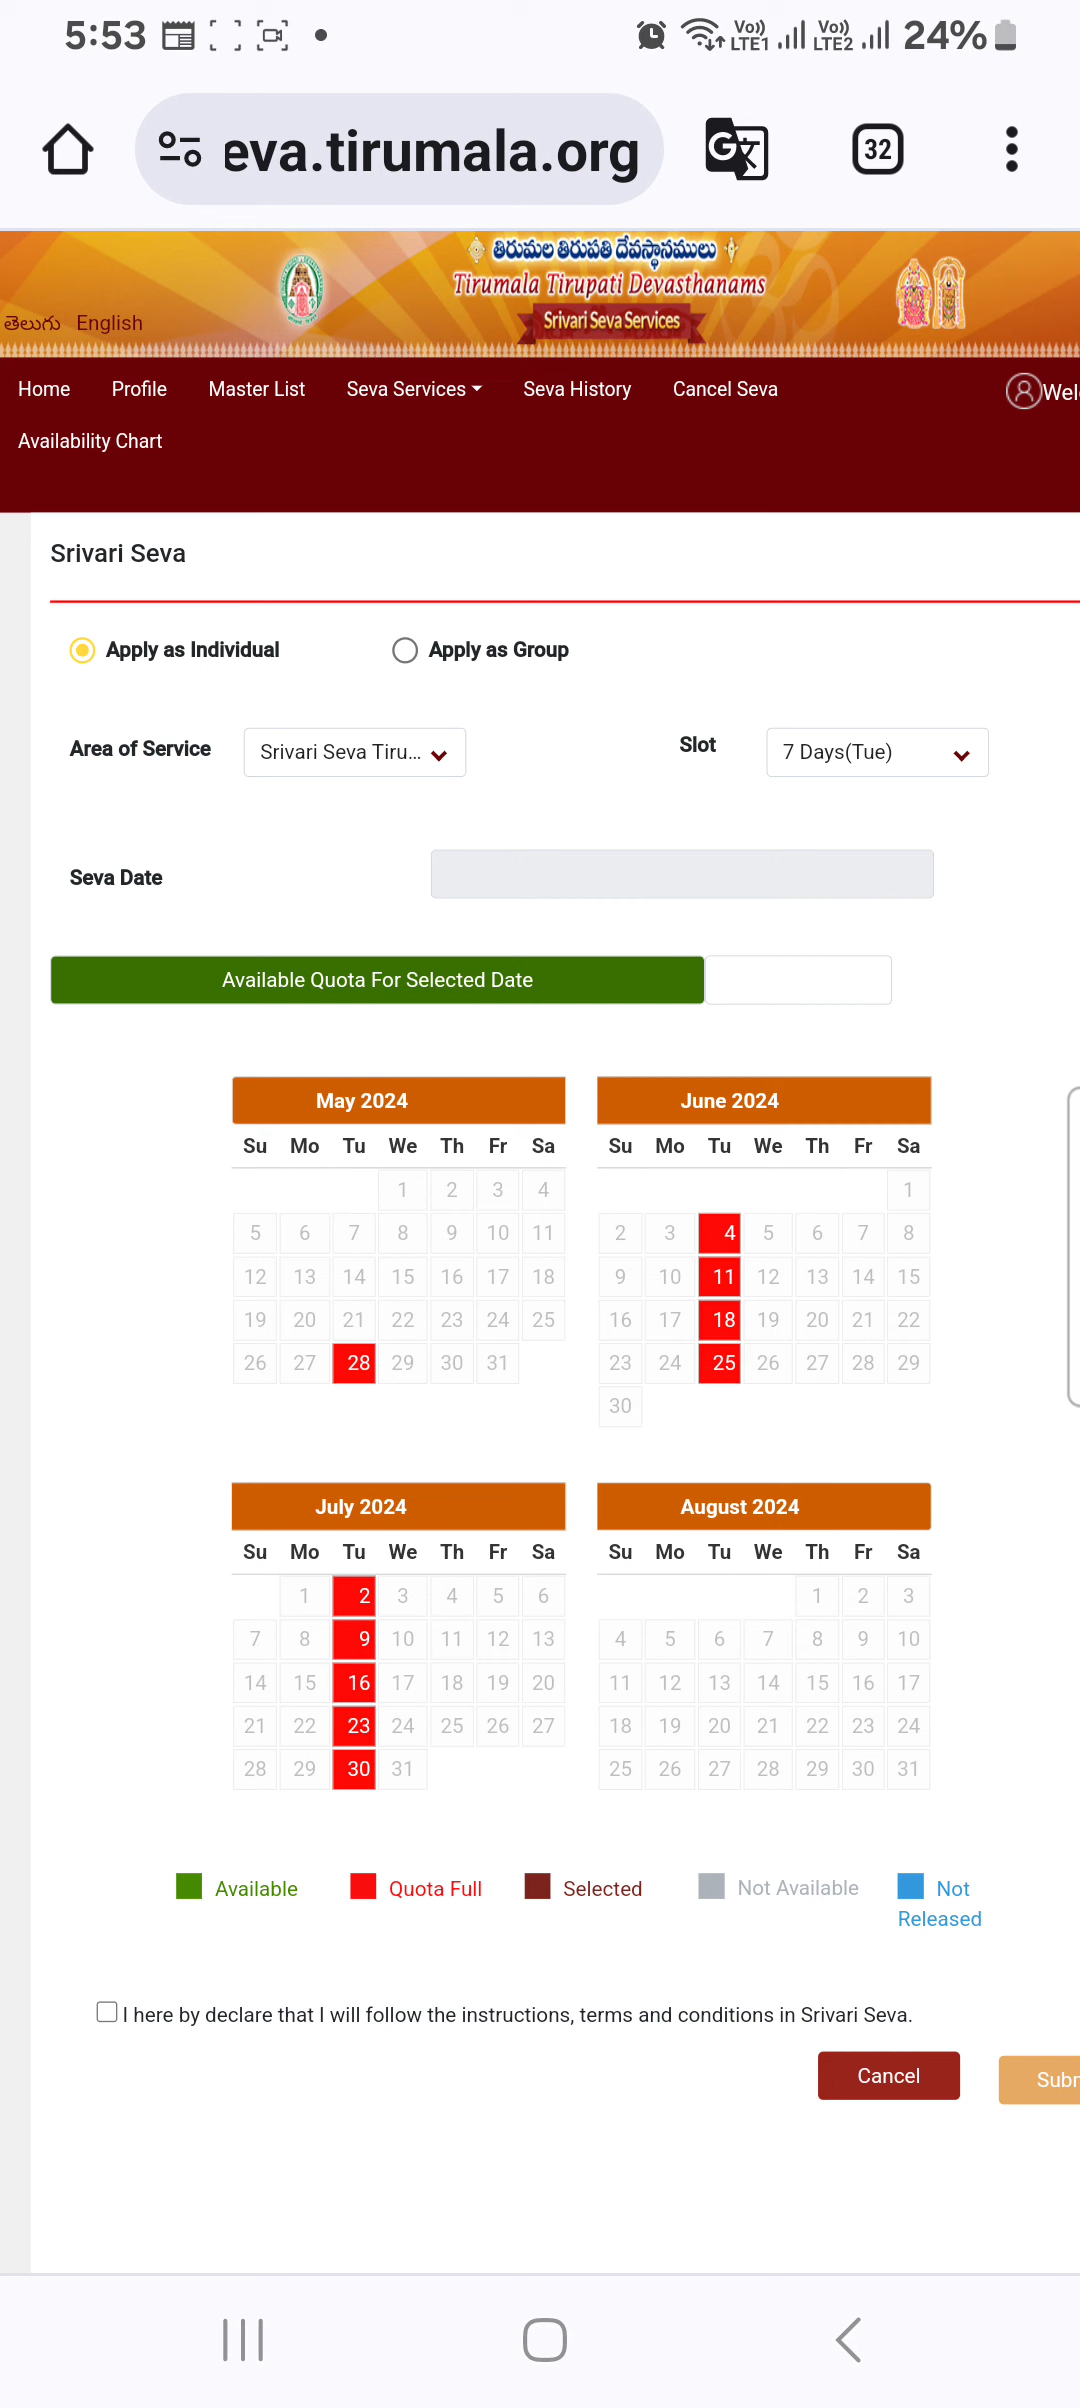 5:53 Vo)) LTE1 Vo)) LTE2 24%
eva.tirumala.org 32
తిరుమల తిరుపతి దేవస్థానములు
Tirumala Tirupati Devasthanams
Srivari Seva Services
తెలుగు English
Home Profile Master List Seva Services Seva History Cancel Seva Wel
Availability Chart
Srivari Seva
Apply as Individual Apply as Group
Area of Service Srivari Seva Tiru... Slot 7 Days(Tue)
Seva Date
Available Quota For Selected Date
May 2024
Su Mo Tu We Th Fr Sa
1 2 3 4
5 6 7 8 9 10 11
12 13 14 15 16 17 18
19 20 21 22 23 24 25
26 27 28 29 30 31
June 2024
Su Mo Tu We Th Fr Sa
1
2 3 4 5 6 7 8
9 10 11 12 13 14 15
16 17 18 19 20 21 22
23 24 25 26 27 28 29
30
July 2024
Su Mo Tu We Th Fr Sa
1 2 3 4 5 6
7 8 9 10 11 12 13
14 15 16 17 18 19 20
21 22 23 24 25 26 27
28 29 30 31
August 2024
Su Mo Tu We Th Fr Sa
1 2 3
4 5 6 7 8 9 10
11 12 13 14 15 16 17
18 19 20 21 22 23 24
25 26 27 28 29 30 31
Available Quota Full Selected Not Available Not
Released
I here by declare that I will follow the instructions, terms and conditions in Srivari Seva.
Cancel Subr